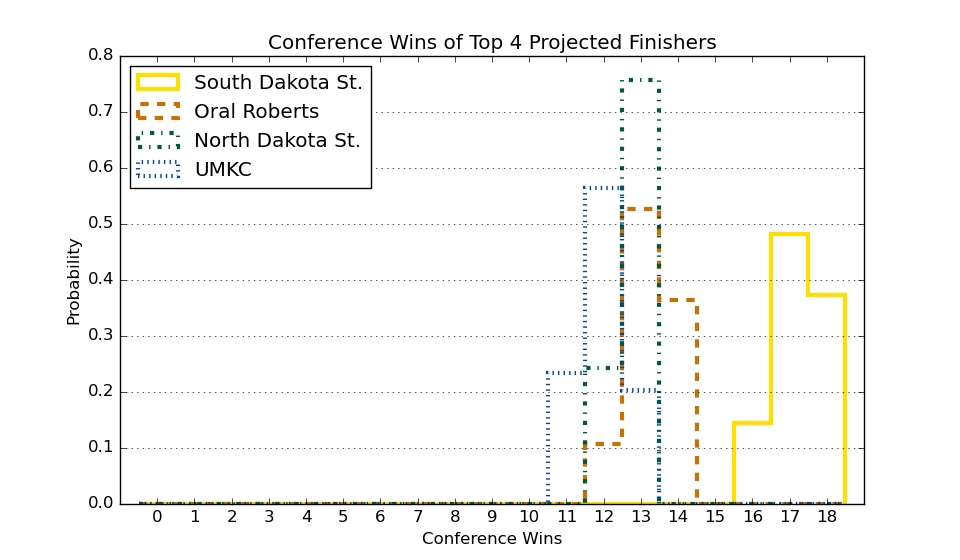 Conference Wins of Top 4 Projected Finishers
South Dakota St.
Oral Roberts
North Dakota St.
UMKC
Probability
0.8
0.7
0.6
0.5
0.4
0.3
0.2
0.1
0.0
0 1 2 3 4 5 6 7 8 9 10 11 12 13 14 15 16 17 18
Conference Wins